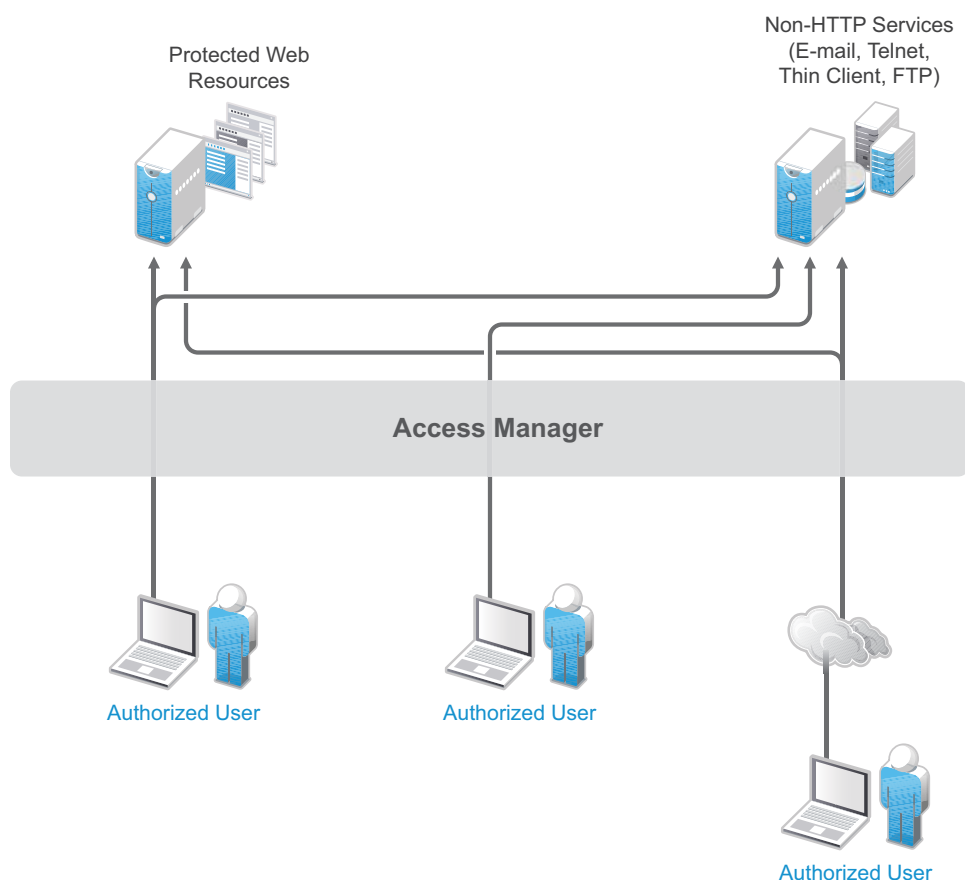 Protected Web
Resources
Non-HTTP Services
(E-mail, Telnet,
Thin Client, FTP)
Access Manager
Authorized User
Authorized User
Authorized User